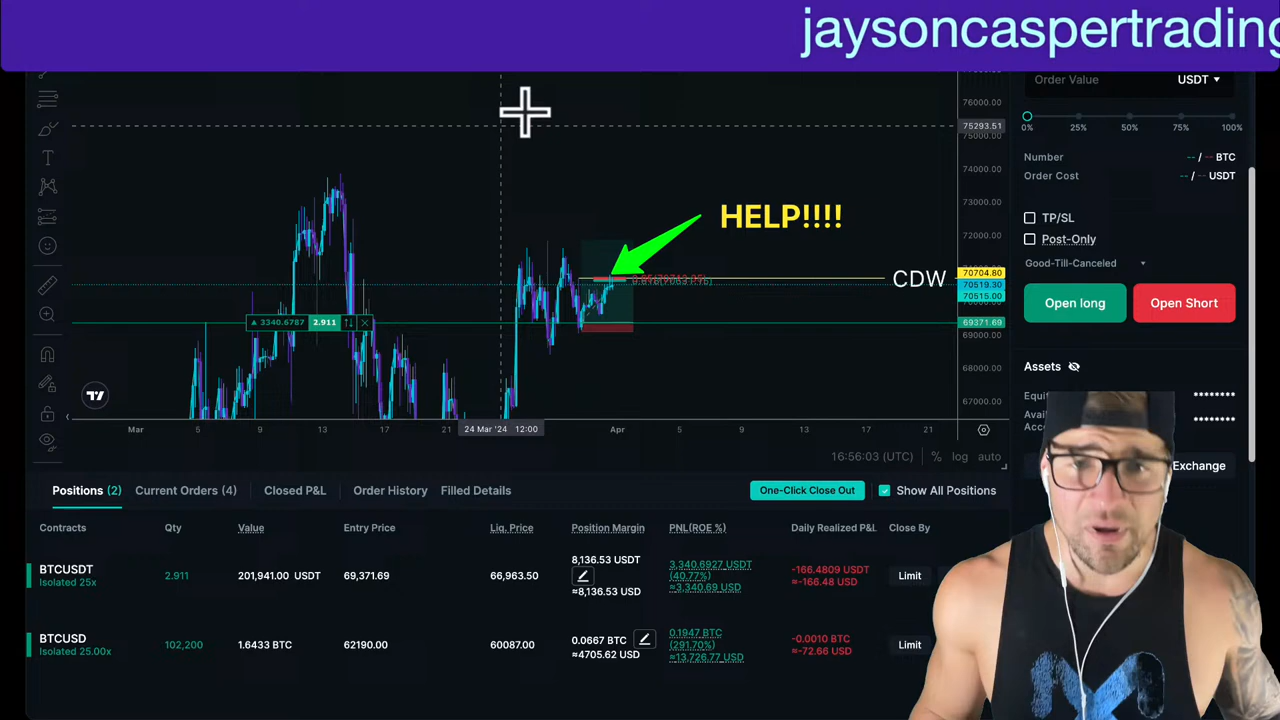 jaysoncaspertrading
Order Value
USDT
76000.00
75293.51
75000.00
74000.00
73000.00
72000.00
70704.80
70519.30
70515.00
69371.69
69000.00
68000.00
67000.00
0% 25% 50% 75% 100%
Number -- / -- BTC
Order Cost -- / -- USDT
TP/SL
Post-Only
Good-Till-Canceled
Open long
Open Short
Assets
HELP!!!!
CDW
3340.6787 2.911
Mar 5 9 13 17 21 24 Mar '24 12:00 Apr 5 9 13 17 21
16:56:03 (UTC) % log auto
Exchange
Positions (2) Current Orders (4) Closed P&L Order History Filled Details One-Click Close Out Show All Positions
Contracts Qty Value Entry Price Liq. Price Position Margin PNL(ROE %) Daily Realized P&L Close By
BTCUSDT
Isolated 25x
2.911
201,941.00 USDT
69,371.69
66,963.50
8,136.53 USDT
≈8,136.53 USD
3,340.6927 USDT
(40.77%)
≈3,340.69 USD
-166.4809 USDT
≈-166.48 USD
Limit
BTCUSD
Isolated 25.00x
102,200
1.6433 BTC
62190.00
60087.00
0.0667 BTC
≈4705.62 USD
0.1947 BTC
(291.70%)
≈13,726.77 USD
-0.0010 BTC
≈-72.66 USD
Limit